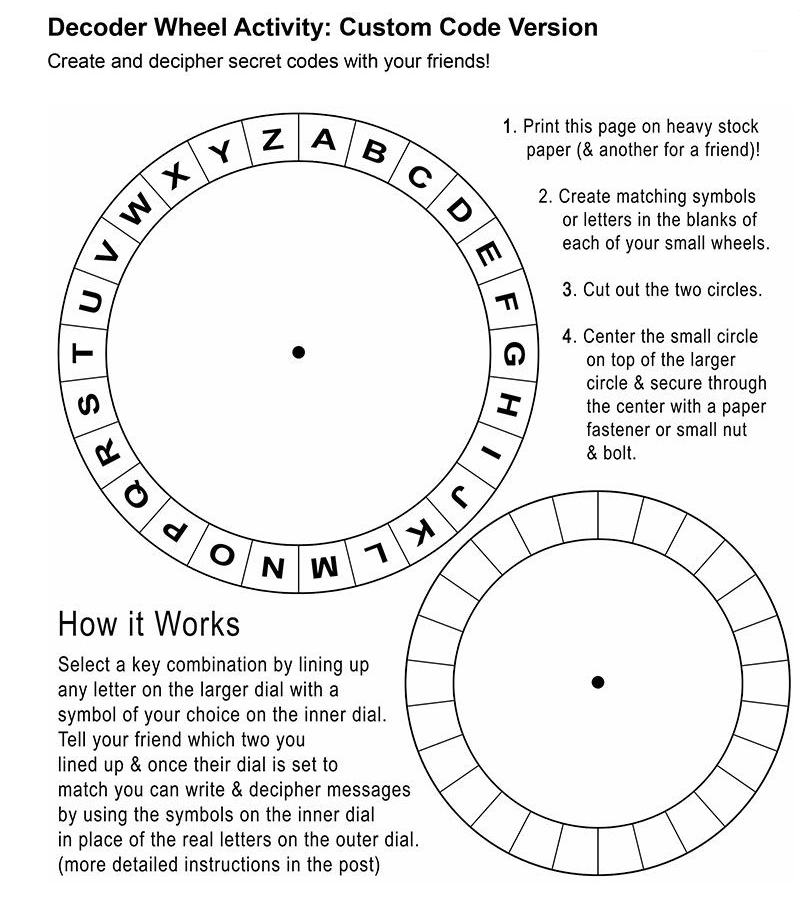 Decoder Wheel Activity: Custom Code Version
Create and decipher secret codes with your friends!
A
B
C
D
E
F
G
H
I
J
K
L
M
N
O
P
Q
R
S
T
U
V
W
X
Y
Z
1. Print this page on heavy stock
paper (& another for a friend)!
2. Create matching symbols
or letters in the blanks of
each of your small wheels.
3. Cut out the two circles.
4. Center the small circle
on top of the larger
circle & secure through
the center with a paper
fastener or small nut
& bolt.
How it Works
Select a key combination by lining up
any letter on the larger dial with a
symbol of your choice on the inner dial.
Tell your friend which two you
lined up & once their dial is set to
match you can write & decipher messages
by using the symbols on the inner dial
in place of the real letters on the outer dial.
(more detailed instructions in the post)